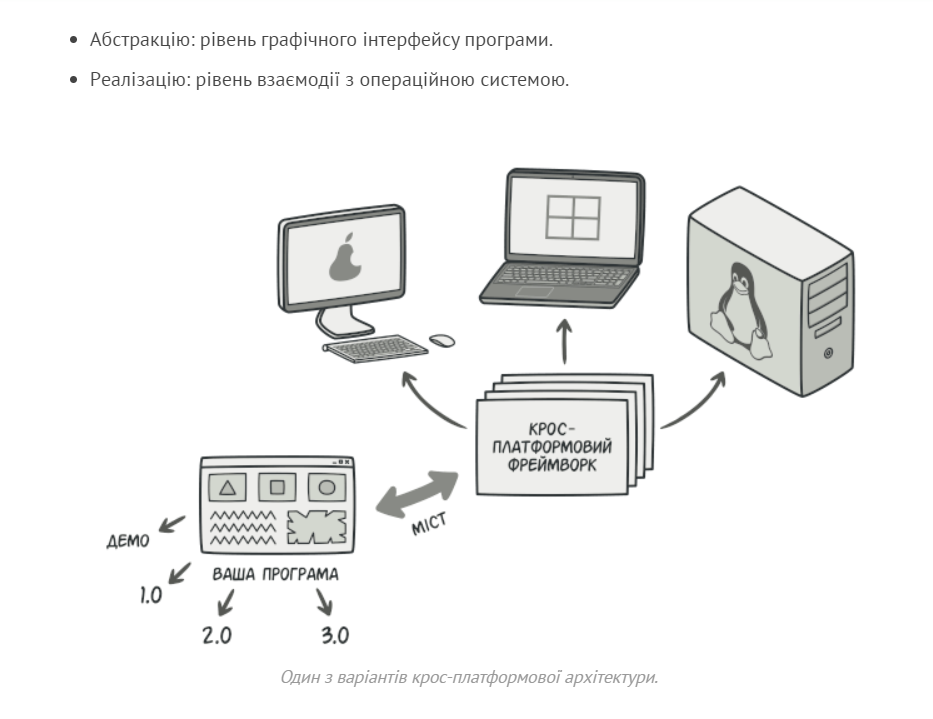 Абстракцію: рівень графічного інтерфейсу програми.
Реалізацію: рівень взаємодії з операційною системою.
КРОС-
ПЛАТФОРМОВИЙ
ФРЕЙМВОРК
МІСТ
ДЕМО
ВАША ПРОГРАМА
1.0
2.0
3.0
Один з варіантів крос-платформової архітектури.